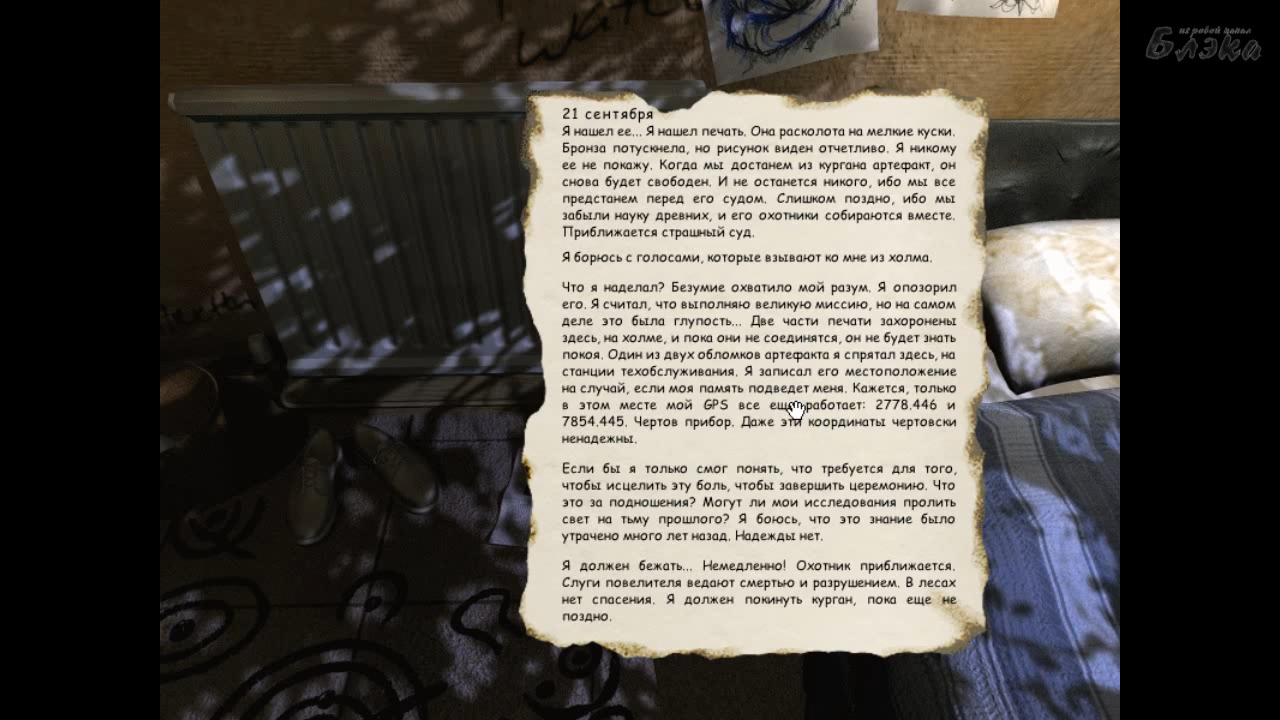 из робой канал
Блэка
21 сентября
Я нашел ее... Я нашел печать. Она расколота на мелкие куски.
Бронза потускнела, но рисунок виден отчетливо. Я никому
ее не покажу. Когда мы достанем из кургана артефакт, он
снова будет свободен. И не останется никого, ибо мы все
предстанем перед его судом. Слишком поздно, ибо мы
забыли науку древних, и его охотники собираются вместе.
Приближается страшный суд.
Я борюсь с голосами, которые взывают ко мне из холма.
Что я наделал? Безумие охватило мой разум. Я опозорил
его. Я считал, что выполняю великую миссию, но на самом
деле это была глупость... Две части печати захоронены
здесь, на холме, и пока они не соединятся, он не будет знать
покоя. Один из двух обломков артефакта я спрятал здесь, на
станции техобслуживания. Я записал его местоположение
на случай, если моя память подведет меня. Кажется, только
в этом месте мой GPS все еще работает: 2778.446 и
7854.445. Чертов прибор. Даже эти координаты чертовски
ненадежны.
Если бы я только смог понять, что требуется для того,
чтобы исцелить эту боль, чтобы завершить церемонию. Что
это за подношения? Могут ли мои исследования пролить
свет на тьму прошлого? Я боюсь, что это знание было
утрачено много лет назад. Надежды нет.
Я должен бежать... Немедленно! Охотник приближается.
Слуги повелителя ведают смертью и разрушением. В лесах
нет спасения. Я должен покинуть курган, пока еще не
поздно.